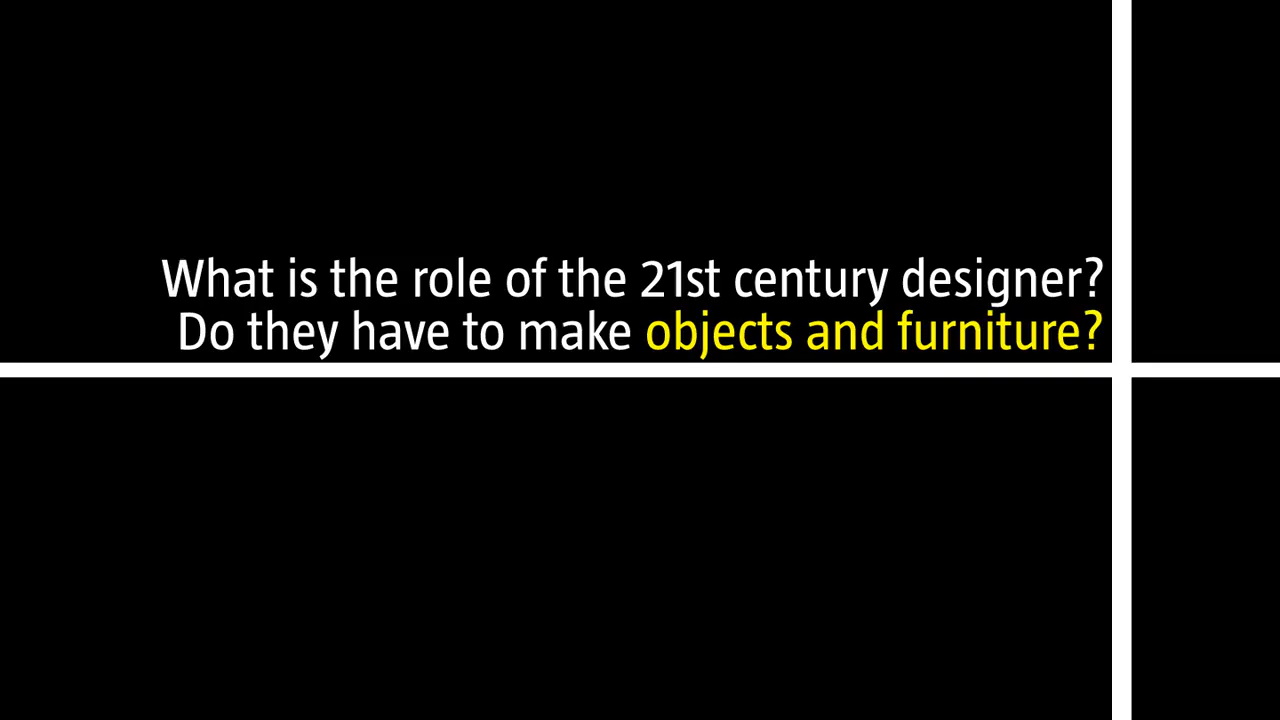 What is the role of the 21st century designer?
Do they have to make objects and furniture?